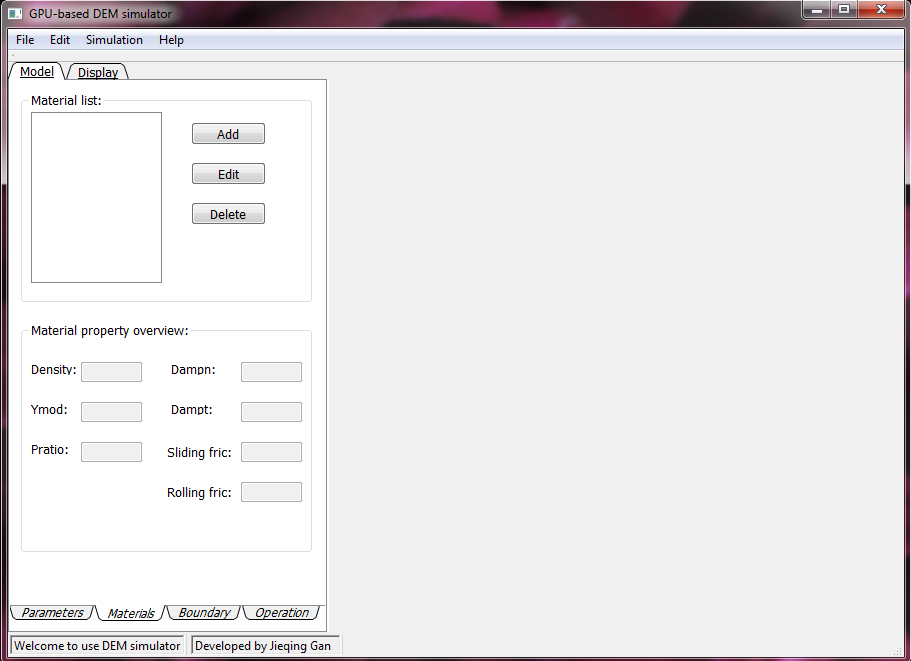 GPU-based DEM simulator
File Edit Simulation Help
Model Display
Material list:
Add
Edit
Delete
Material property overview:
Density: Dampn:
Ymod: Dampt:
Pratio: Sliding fric:
Rolling fric:
Parameters Materials Boundary Operation
Welcome to use DEM simulator Developed by Jieqing Gan